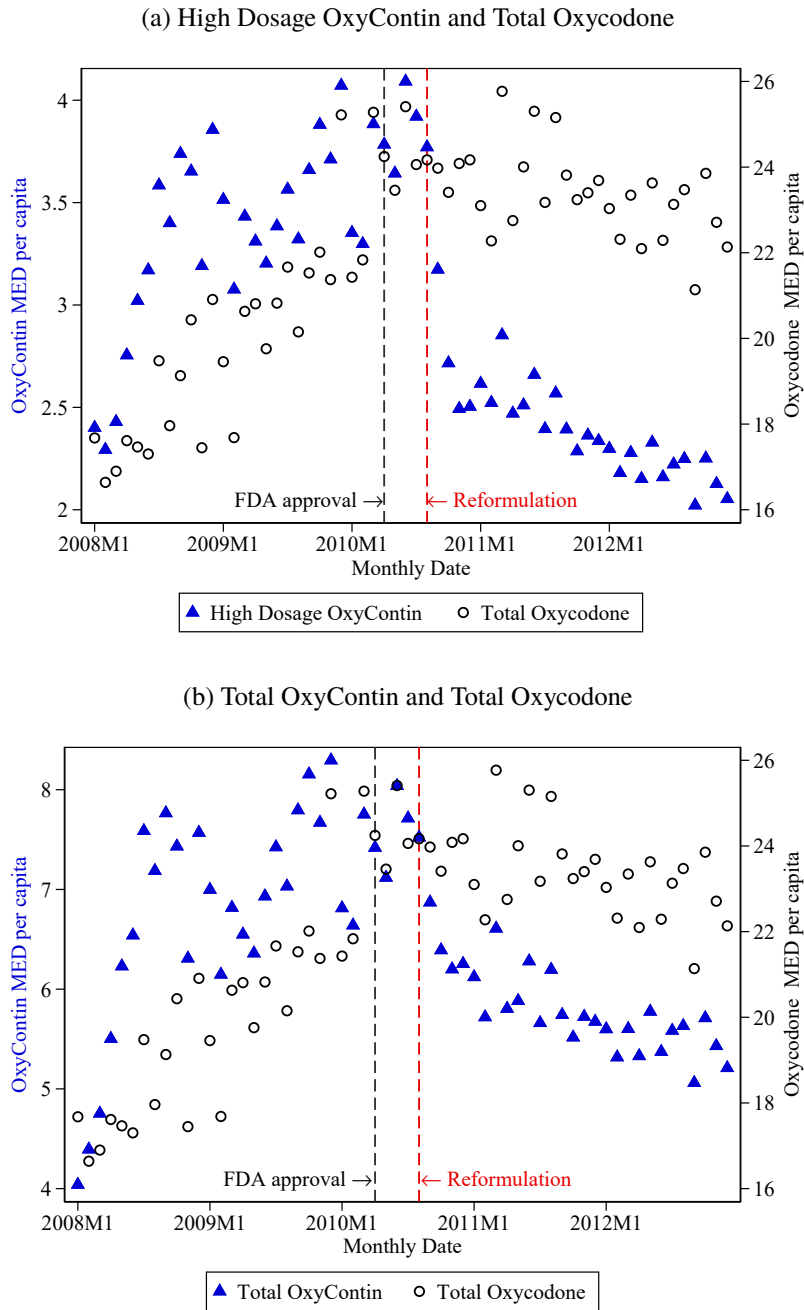 (a) High Dosage OxyContin and Total Oxycodone
OxyContin MED per capita
4
3.5
3
2.5
2
26
24
22
20
18
16
Oxycodone MED per capita
FDA approval →
← Reformulation
2008M1 2009M1 2010M1 2011M1 2012M1
Monthly Date
High Dosage OxyContin Total Oxycodone
(b) Total OxyContin and Total Oxycodone
OxyContin MED per capita
8
7
6
5
4
26
24
22
20
18
16
Oxycodone MED per capita
FDA approval →
← Reformulation
2008M1 2009M1 2010M1 2011M1 2012M1
Monthly Date
Total OxyContin Total Oxycodone